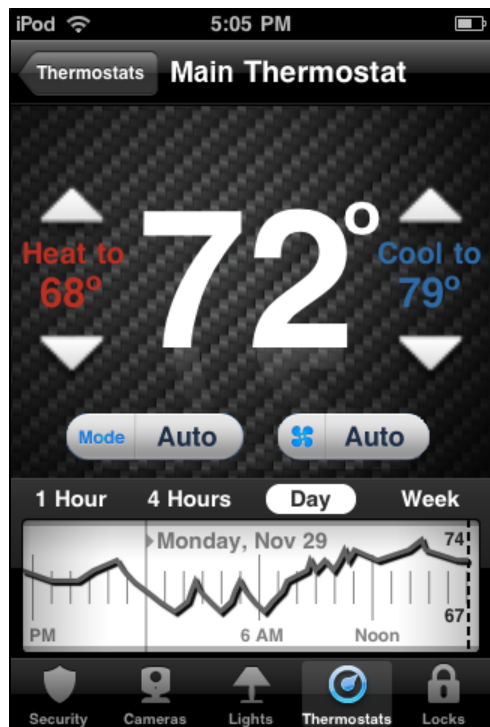 iPod 5:05 PM
Thermostats Main Thermostat
72°
Heat to
68°
Cool to
79°
Mode Auto
Auto
1 Hour 4 Hours Day Week
Monday, Nov 29 74
67
PM 6 AM Noon
Security Cameras Lights Thermostats Locks